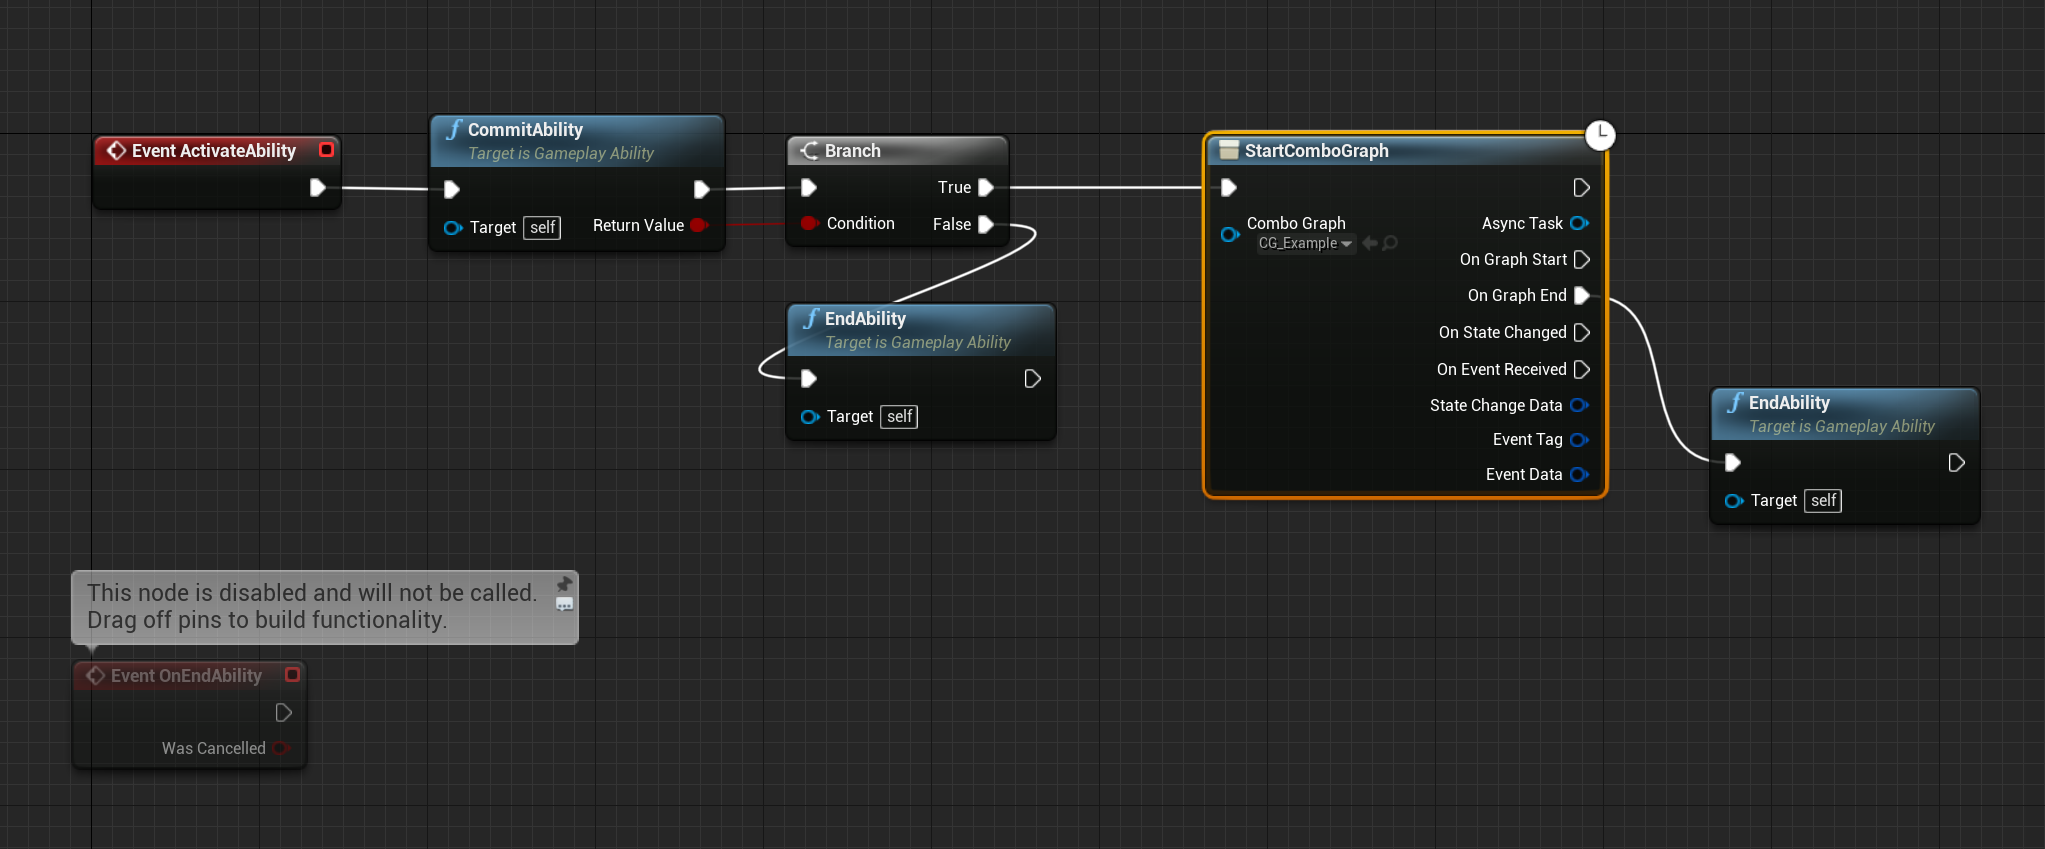 Event ActivateAbility
CommitAbility
Target is Gameplay Ability
Target self
Return Value
Branch
True
Condition
False
EndAbility
Target is Gameplay Ability
Target self
StartComboGraph
Combo Graph
CG_Example
Async Task
On Graph Start
On Graph End
On State Changed
On Event Received
State Change Data
Event Tag
Event Data
EndAbility
Target is Gameplay Ability
Target self
This node is disabled and will not be called.
Drag off pins to build functionality.
Event OnEndAbility
Was Cancelled